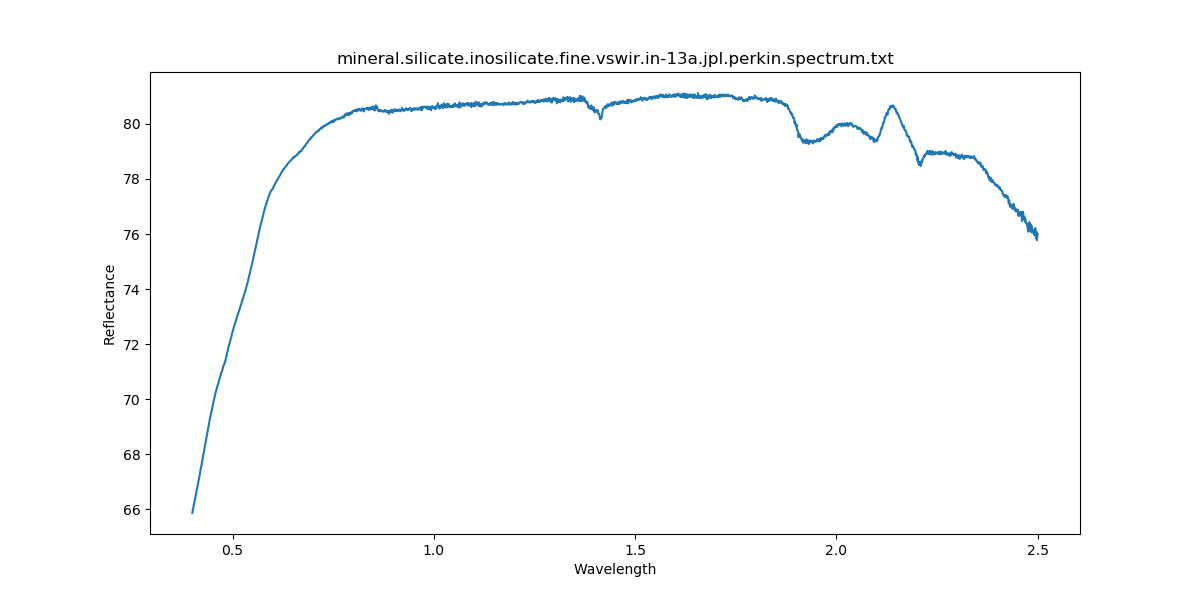 mineral.silicate.inosilicate.fine.vswir.in-13a.jpl.perkin.spectrum.txt
80
78
76
74
72
70
68
66
Reflectance
0.5 1.0 1.5 2.0 2.5
Wavelength